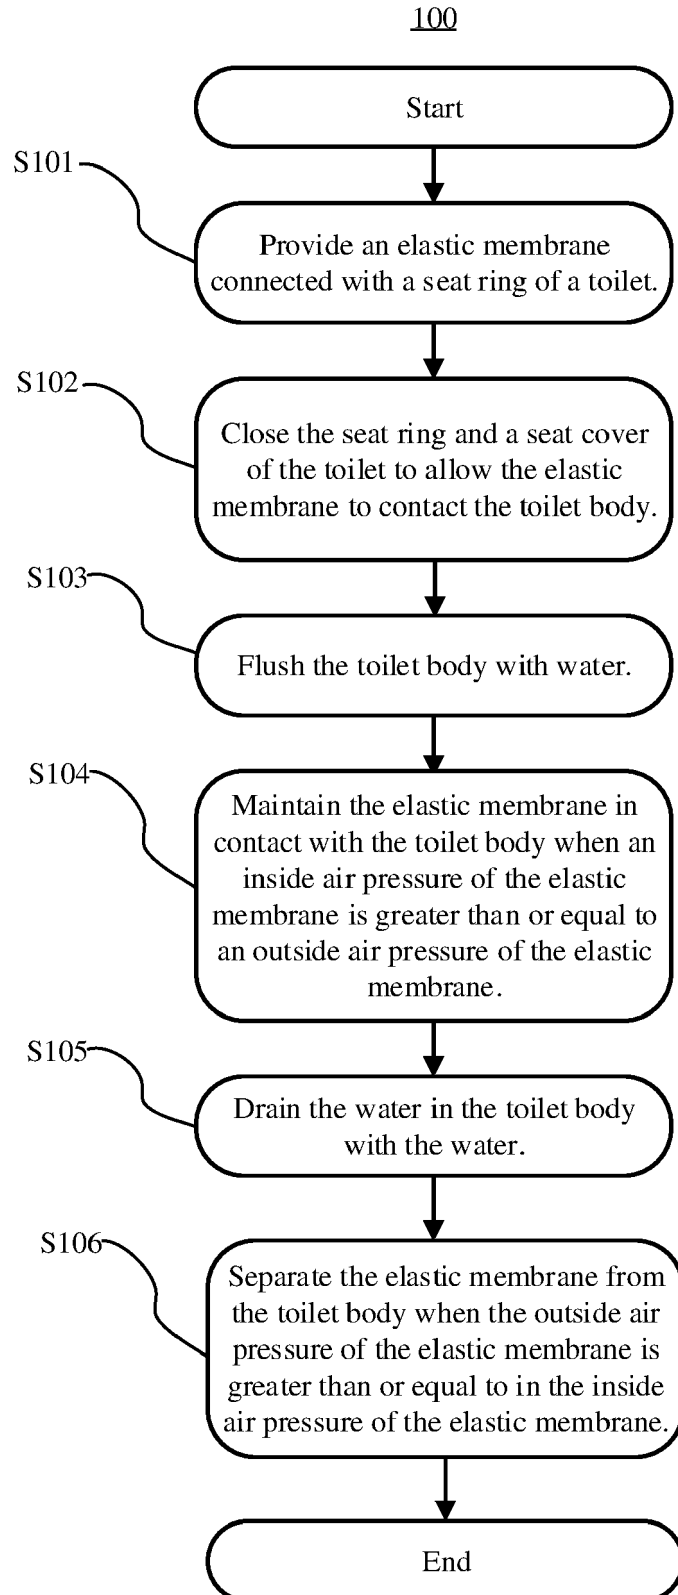 100
Start
S101
Provide an elastic membrane
connected with a seat ring of a toilet.
S102
Close the seat ring and a seat cover
of the toilet to allow the elastic
membrane to contact the toilet body.
S103
Flush the toilet body with water.
S104
Maintain the elastic membrane in
contact with the toilet body when an
inside air pressure of the elastic
membrane is greater than or equal to
an outside air pressure of the elastic
membrane.
S105
Drain the water in the toilet body
with the water.
S106
Separate the elastic membrane from
the toilet body when the outside air
pressure of the elastic membrane is
greater than or equal to in the inside
air pressure of the elastic membrane.
End